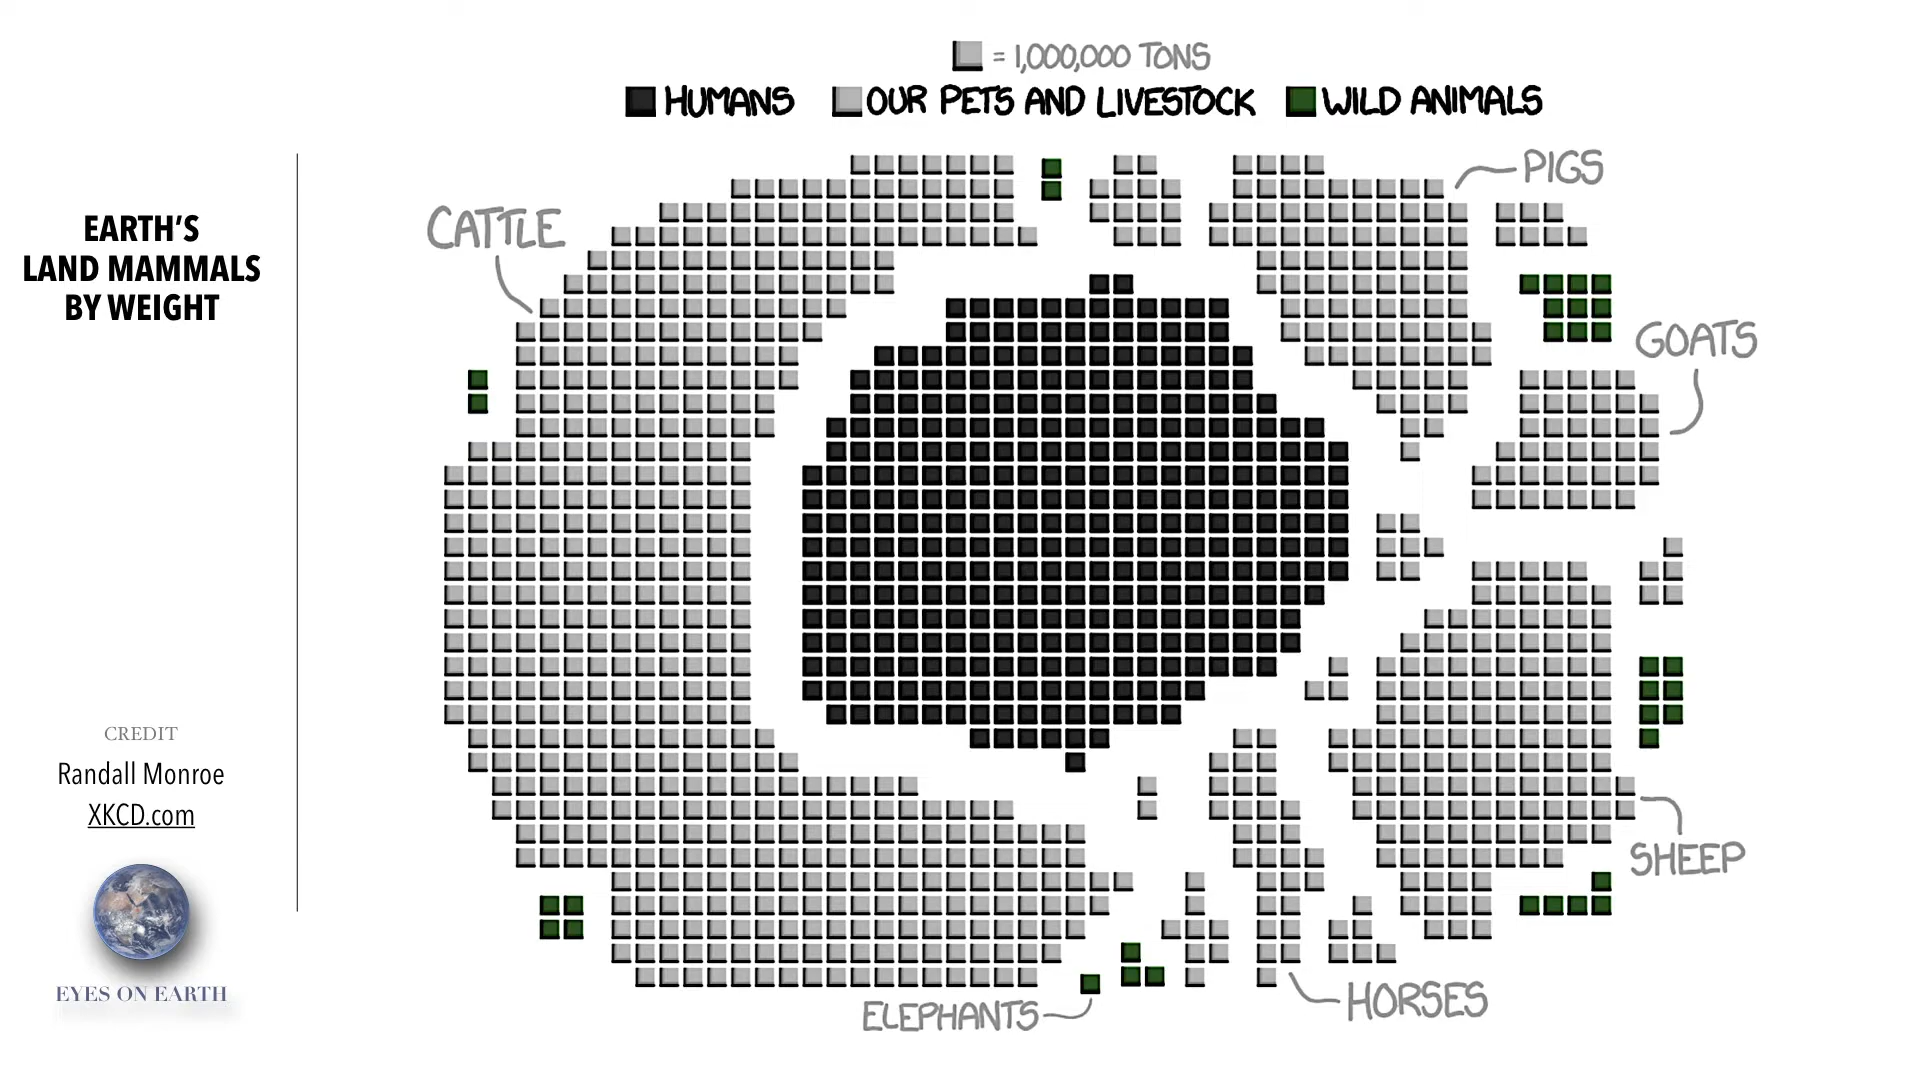 = 1,000,000 TONS
HUMANS OUR PETS AND LIVESTOCK WILD ANIMALS
EARTH'S
LAND MAMMALS
BY WEIGHT
CATTLE
PIGS
GOATS
SHEEP
HORSES
ELEPHANTS
CREDIT
Randall Monroe
XKCD.com
EYES ON EARTH